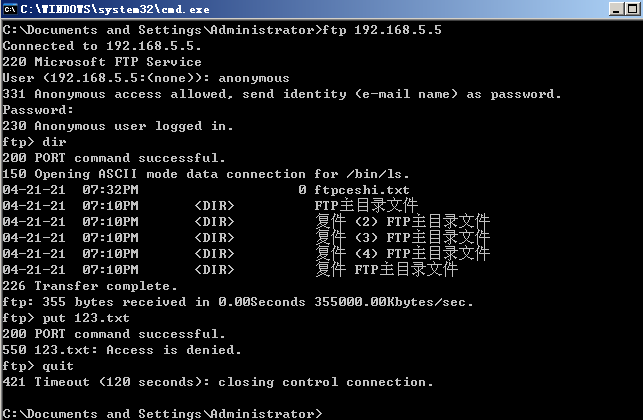 C:\WINDOWS\system32\cmd.exe
C:\Documents and Settings\Administrator>ftp 192.168.5.5
Connected to 192.168.5.5.
220 Microsoft FTP Service
User (192.168.5.5:(none)): anonymous
331 Anonymous access allowed, send identity (e-mail name) as password.
Password:
230 Anonymous user logged in.
ftp> dir
200 PORT command successful.
150 Opening ASCII mode data connection for /bin/ls.
04-21-21  07:32PM                    0 ftpceshi.txt
04-21-21  07:10PM       <DIR>          FTP主目录文件
04-21-21  07:10PM       <DIR>          复件 (2) FTP主目录文件
04-21-21  07:10PM       <DIR>          复件 (3) FTP主目录文件
04-21-21  07:10PM       <DIR>          复件 (4) FTP主目录文件
04-21-21  07:10PM       <DIR>          复件 FTP主目录文件
226 Transfer complete.
ftp: 355 bytes received in 0.00Seconds 355000.00Kbytes/sec.
ftp> put 123.txt
200 PORT command successful.
550 123.txt: Access is denied.
ftp> quit
421 Timeout (120 seconds): closing control connection.
C:\Documents and Settings\Administrator>